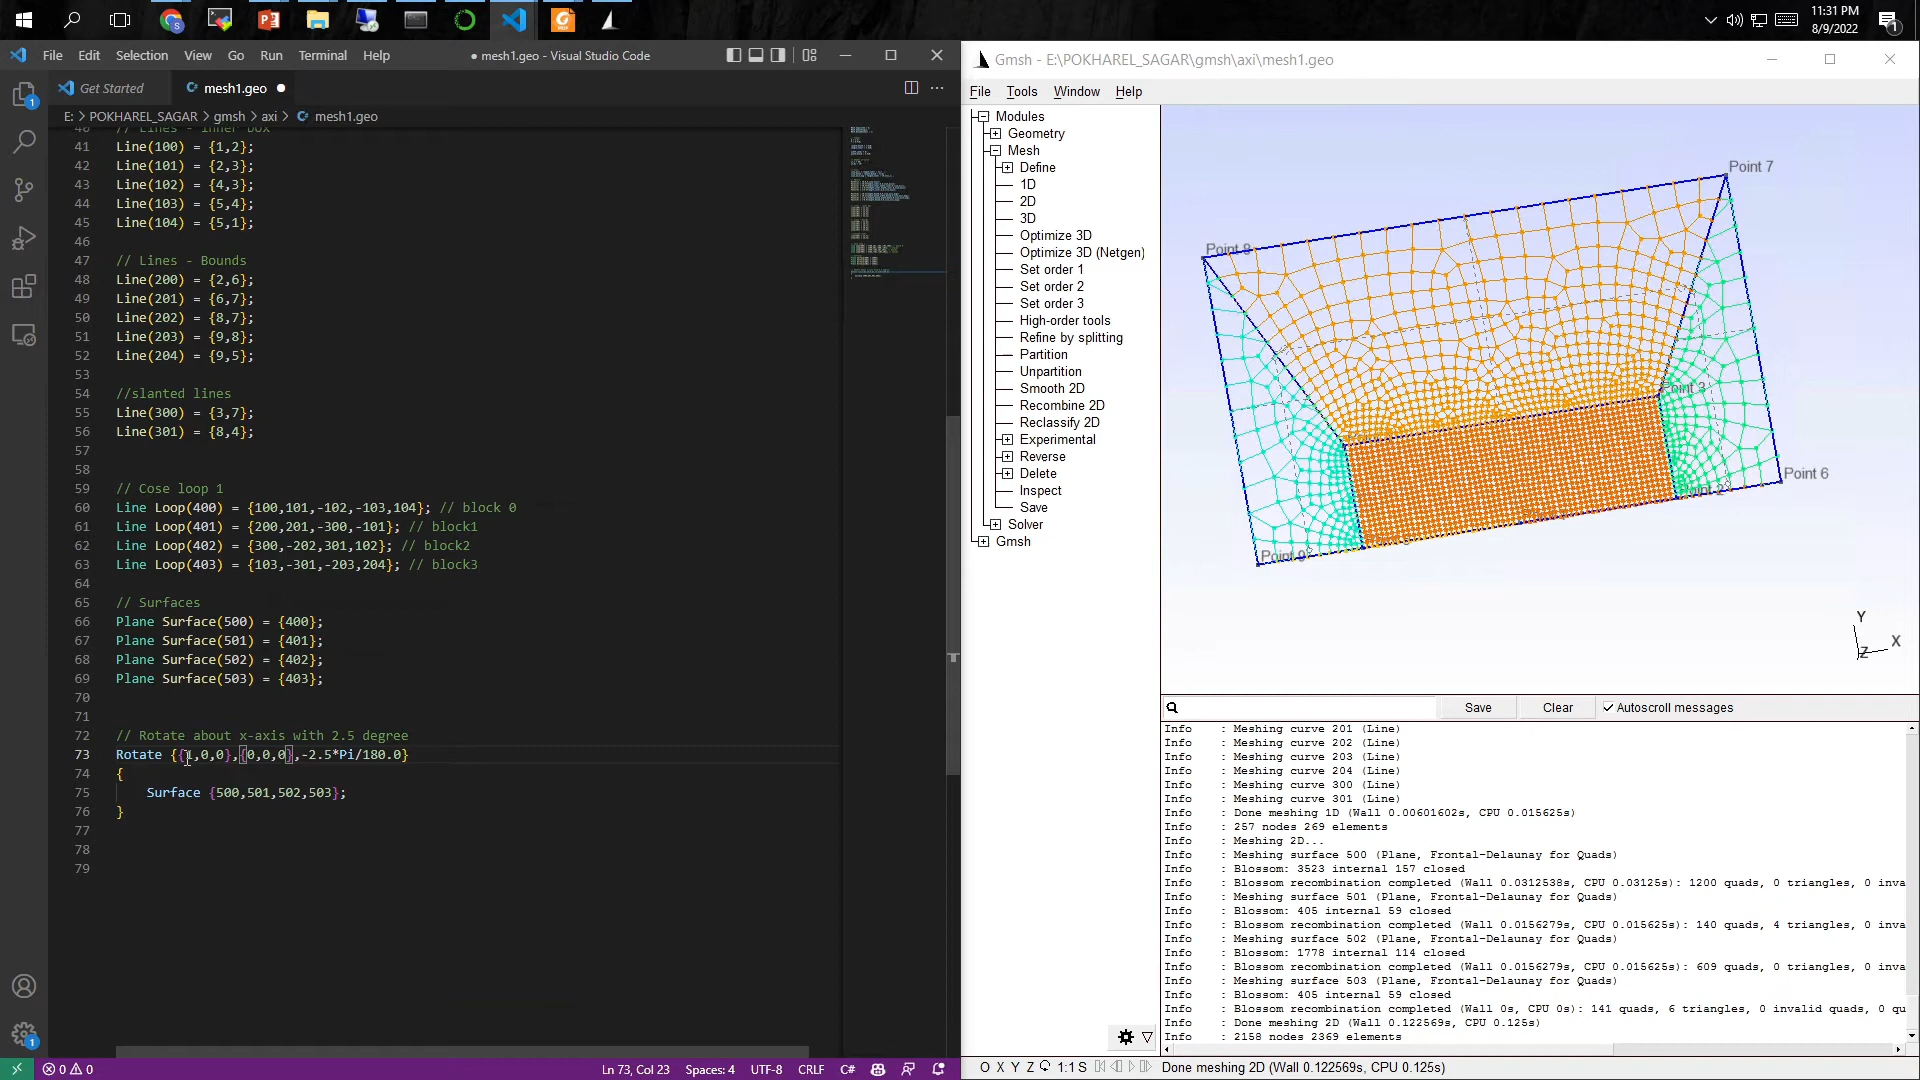 11:31 PM
8/9/2022
1
File Edit Selection View Go Run Terminal Help
● mesh1.geo - Visual Studio Code
Get Started
mesh1.geo
E: > POKHAREL_SAGAR > gmsh > axi > mesh1.geo
40 // Lines - inner box
41 Line(100) = {1,2};
42 Line(101) = {2,3};
43 Line(102) = {4,3};
44 Line(103) = {5,4};
45 Line(104) = {5,1};
46
47 // Lines - Bounds
48 Line(200) = {2,6};
49 Line(201) = {6,7};
50 Line(202) = {8,7};
51 Line(203) = {9,8};
52 Line(204) = {9,5};
53
54 //slanted lines
55 Line(300) = {3,7};
56 Line(301) = {8,4};
57
58
59 // Cose loop 1
60 Line Loop(400) = {100,101,-102,-103,104}; // block 0
61 Line Loop(401) = {200,201,-300,-101}; // block1
62 Line Loop(402) = {300,-202,301,102}; // block2
63 Line Loop(403) = {103,-301,-203,204}; // block3
64
65 // Surfaces
66 Plane Surface(500) = {400};
67 Plane Surface(501) = {401};
68 Plane Surface(502) = {402};
69 Plane Surface(503) = {403};
70
71
72 // Rotate about x-axis with 2.5 degree
73 Rotate {{1,0,0},{0,0,0},-2.5*Pi/180.0}
74 {
75 Surface {500,501,502,503};
76 }
77
78
79
0 0
Ln 73, Col 23 Spaces: 4 UTF-8 CRLF C#
Gmsh - E:\POKHAREL_SAGAR\gmsh\axi\mesh1.geo
File Tools Window Help
Modules
Geometry
Mesh
Define
1D
2D
3D
Optimize 3D
Optimize 3D (Netgen)
Set order 1
Set order 2
Set order 3
High-order tools
Refine by splitting
Partition
Unpartition
Smooth 2D
Recombine 2D
Reclassify 2D
Experimental
Reverse
Delete
Inspect
Save
Solver
Gmsh
Point 7
Point 8
Point 3
Point 6
Point 2
Point 9
Y
X
Z
Save Clear Autoscroll messages
Info : Meshing curve 201 (Line)
Info : Meshing curve 202 (Line)
Info : Meshing curve 203 (Line)
Info : Meshing curve 204 (Line)
Info : Meshing curve 300 (Line)
Info : Meshing curve 301 (Line)
Info : Done meshing 1D (Wall 0.00601602s, CPU 0.015625s)
Info : 257 nodes 269 elements
Info : Meshing 2D...
Info : Meshing surface 500 (Plane, Frontal-Delaunay for Quads)
Info : Blossom: 3523 internal 157 closed
Info : Blossom recombination completed (Wall 0.0312538s, CPU 0.03125s): 1200 quads, 0 triangles, 0 inva
Info : Meshing surface 501 (Plane, Frontal-Delaunay for Quads)
Info : Blossom: 405 internal 59 closed
Info : Blossom recombination completed (Wall 0.0156279s, CPU 0.015625s): 140 quads, 4 triangles, 0 inva
Info : Meshing surface 502 (Plane, Frontal-Delaunay for Quads)
Info : Blossom: 1778 internal 114 closed
Info : Blossom recombination completed (Wall 0.0156279s, CPU 0.015625s): 609 quads, 0 triangles, 0 inva
Info : Meshing surface 503 (Plane, Frontal-Delaunay for Quads)
Info : Blossom: 405 internal 59 closed
Info : Blossom recombination completed (Wall 0s, CPU 0s): 141 quads, 6 triangles, 0 invalid quads, 0 qu
Info : Done meshing 2D (Wall 0.122569s, CPU 0.125s)
Info : 2158 nodes 2369 elements
O X Y Z 1:1 S Done meshing 2D (Wall 0.122569s, CPU 0.125s)